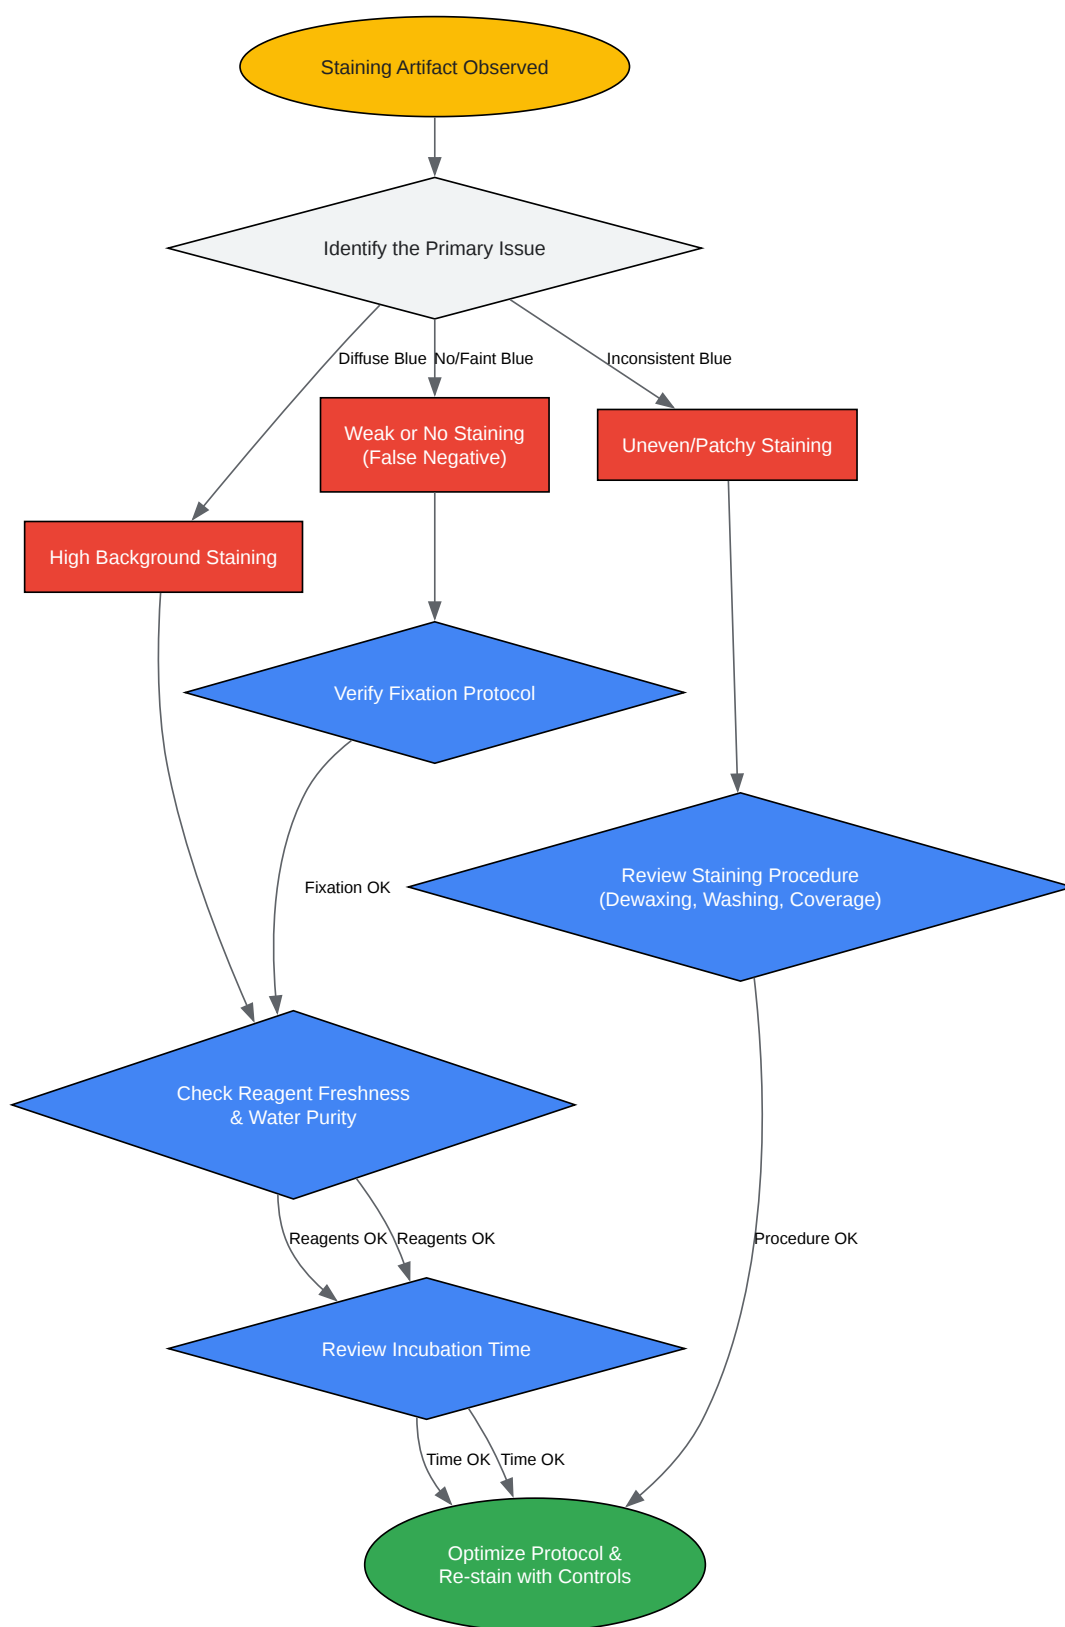 Staining Artifact Observed
Identify the Primary Issue
Diffuse Blue
No/Faint Blue
Inconsistent Blue
Weak or No Staining
(False Negative)
Uneven/Patchy Staining
High Background Staining
Verify Fixation Protocol
Review Staining Procedure
(Dewaxing, Washing, Coverage)
Fixation OK
Check Reagent Freshness
& Water Purity
Reagents OK
Reagents OK
Procedure OK
Review Incubation Time
Time OK
Time OK
Optimize Protocol &
Re-stain with Controls